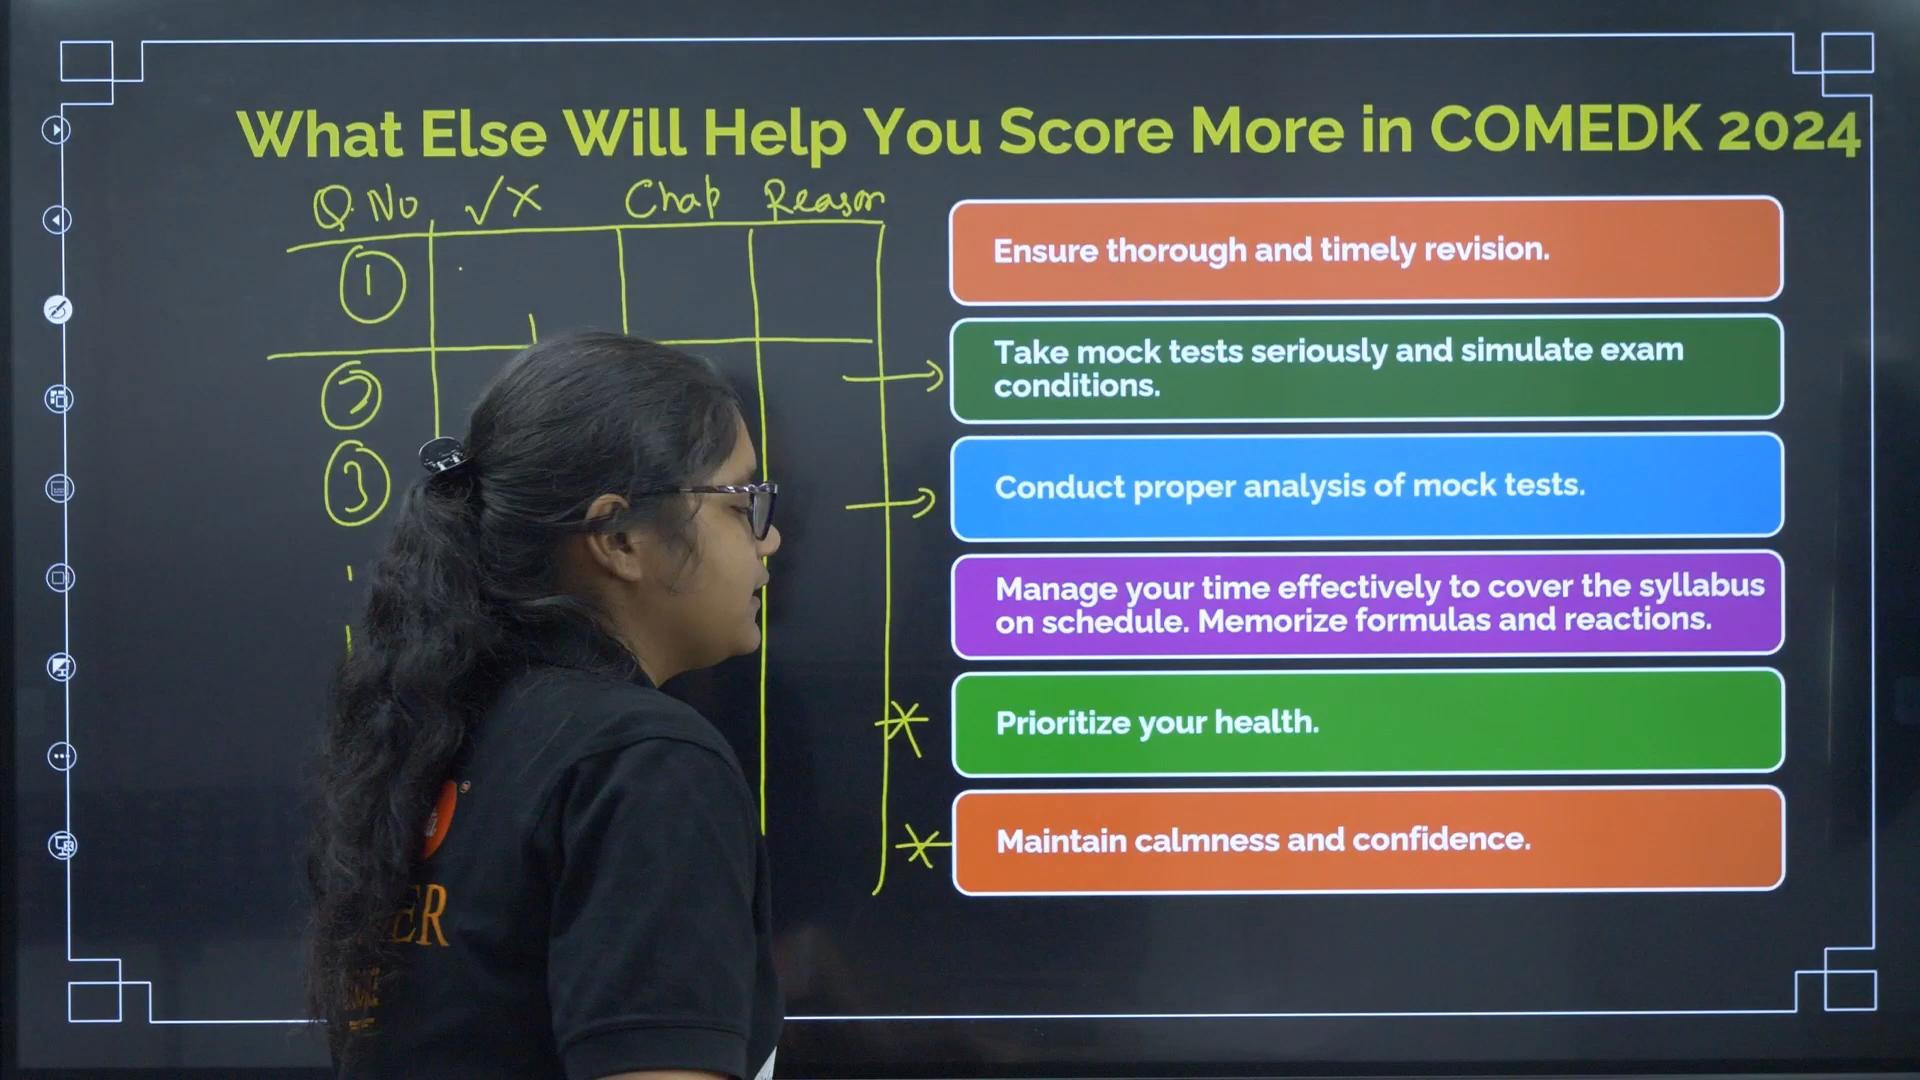 What Else Will Help You Score More in COMEDK 2024
Q. No √ X Chap Reason
1
2
3
Ensure thorough and timely revision.
Take mock tests seriously and simulate exam
conditions.
Conduct proper analysis of mock tests.
Manage your time effectively to cover the syllabus
on schedule. Memorize formulas and reactions.
Prioritize your health.
Maintain calmness and confidence.
ER